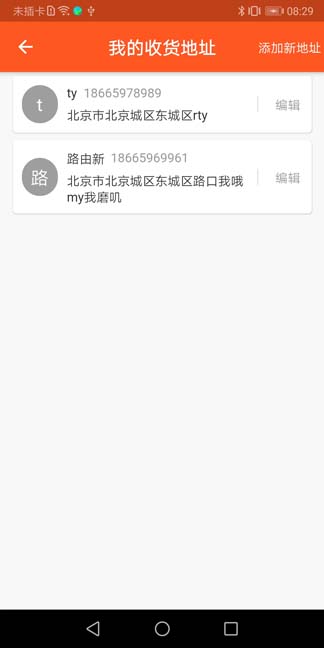 未插卡 08:29
我的收货地址 添加新地址
t ty 18665978989
北京市北京城区东城区rty
编辑
路 路由新 18665969961
北京市北京城区东城区路口我哦
my我磨叽
编辑